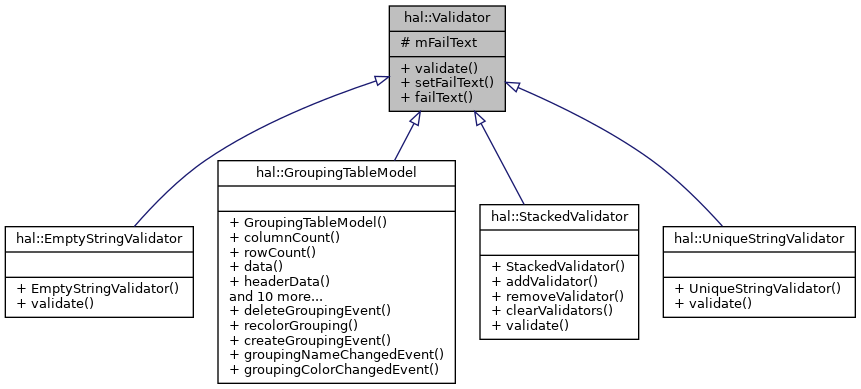 hal::Validator
# mFailText
+ validate()
+ setFailText()
+ failText()
hal::EmptyStringValidator
+ EmptyStringValidator()
+ validate()
hal::GroupingTableModel
+ GroupingTableModel()
+ columnCount()
+ rowCount()
+ data()
+ headerData()
and 10 more...
+ deleteGroupingEvent()
+ recolorGrouping()
+ createGroupingEvent()
+ groupingNameChangedEvent()
+ groupingColorChangedEvent()
hal::StackedValidator
+ StackedValidator()
+ addValidator()
+ removeValidator()
+ clearValidators()
+ validate()
hal::UniqueStringValidator
+ UniqueStringValidator()
+ validate()